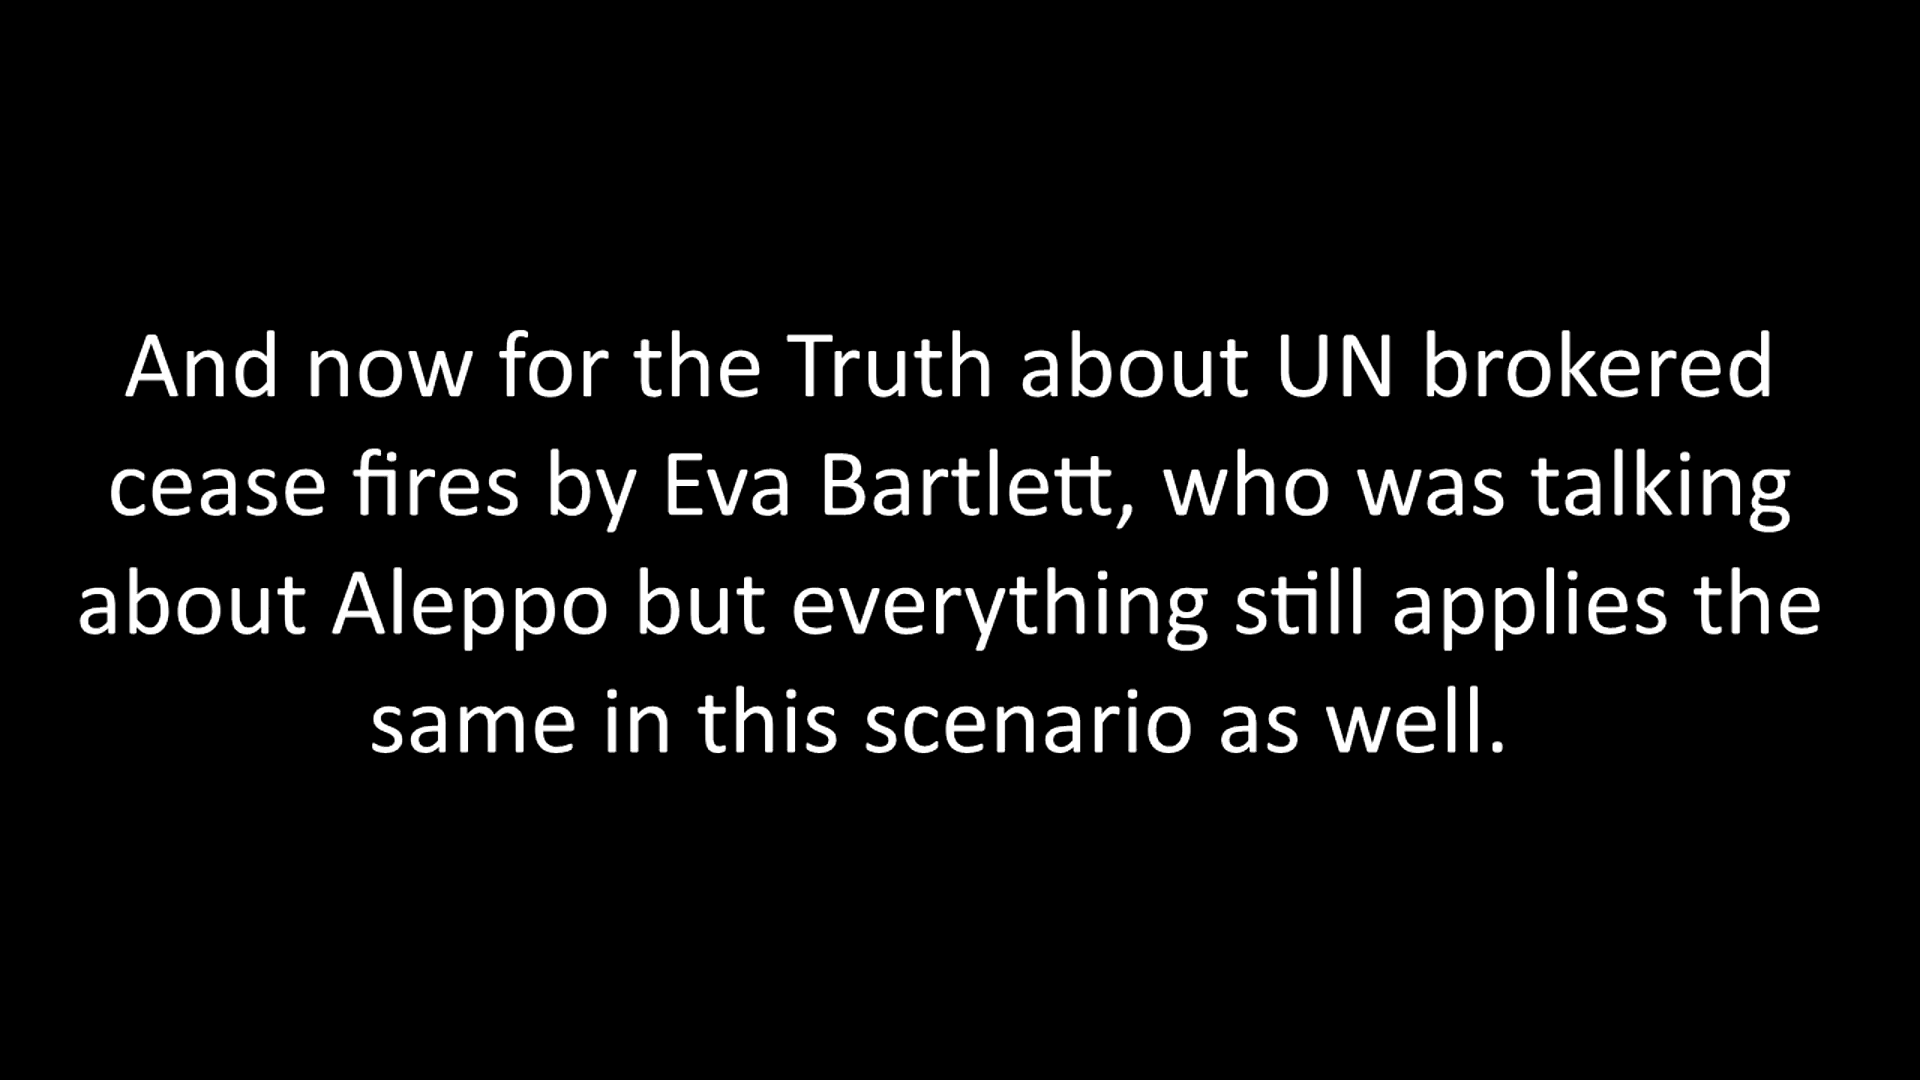 And now for the Truth about UN brokered
cease fires by Eva Bartlett, who was talking
about Aleppo but everything still applies the
same in this scenario as well.